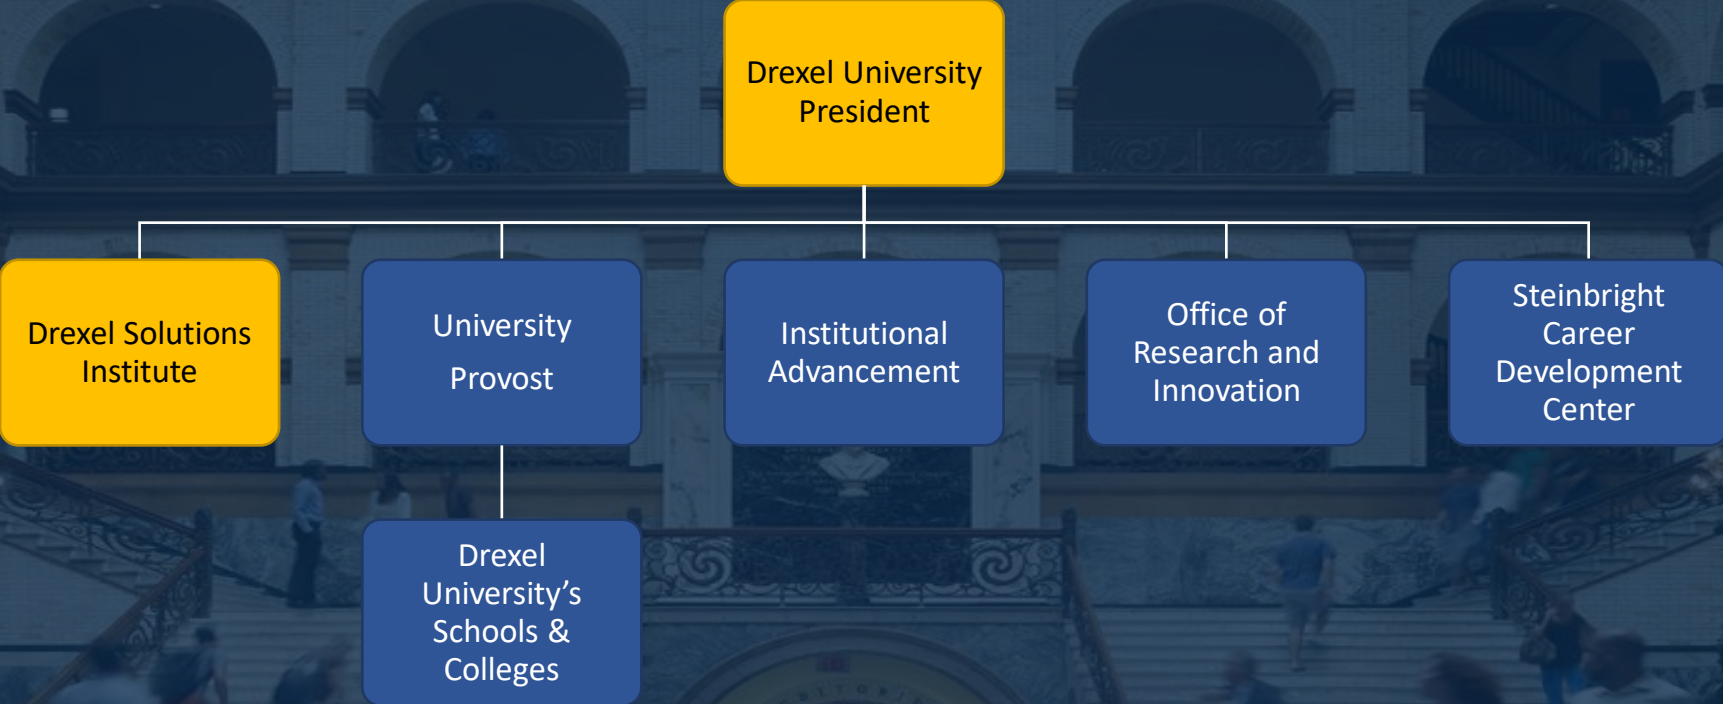 Drexel University
President
Drexel Solutions
Institute
University
Provost
Institutional
Advancement
Office of
Research and
Innovation
Steinbright
Career
Development
Center
Drexel
University’s
Schools &
Colleges